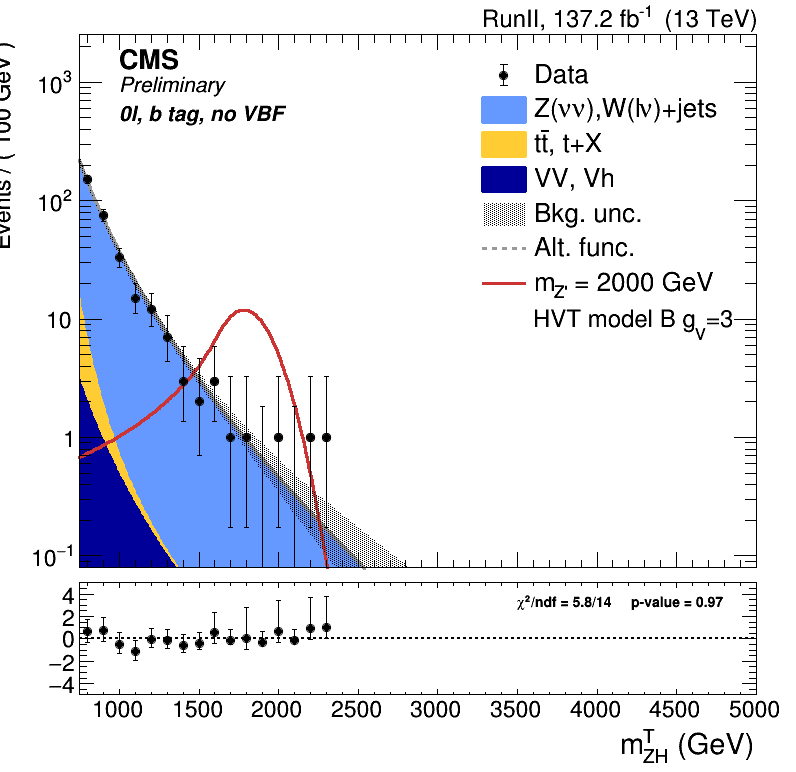 RunII, 137.2 fb⁻¹ (13 TeV)
CMS
Preliminary
0l, b tag, no VBF
Data
Z(νν),W(lν)+jets
tt̄, t+X
VV, Vh
Bkg. unc.
Alt. func.
m_Z' = 2000 GeV
HVT model B g_V=3
Events / ( 100 GeV )
10³
10²
10
1
10⁻¹
χ²/ndf = 5.8/14 p-value = 0.97
4
2
0
−2
−4
1000 1500 2000 2500 3000 3500 4000 4500 5000
m_ZH^T (GeV)